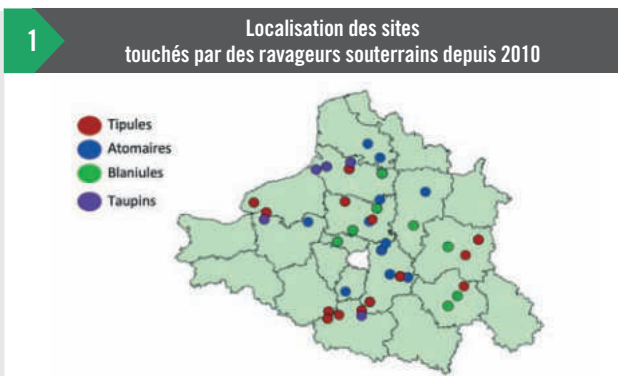 1
Localisation des sites
touchés par des ravageurs souterrains depuis 2010
Tipules
Atomaires
Blaniules
Taupins